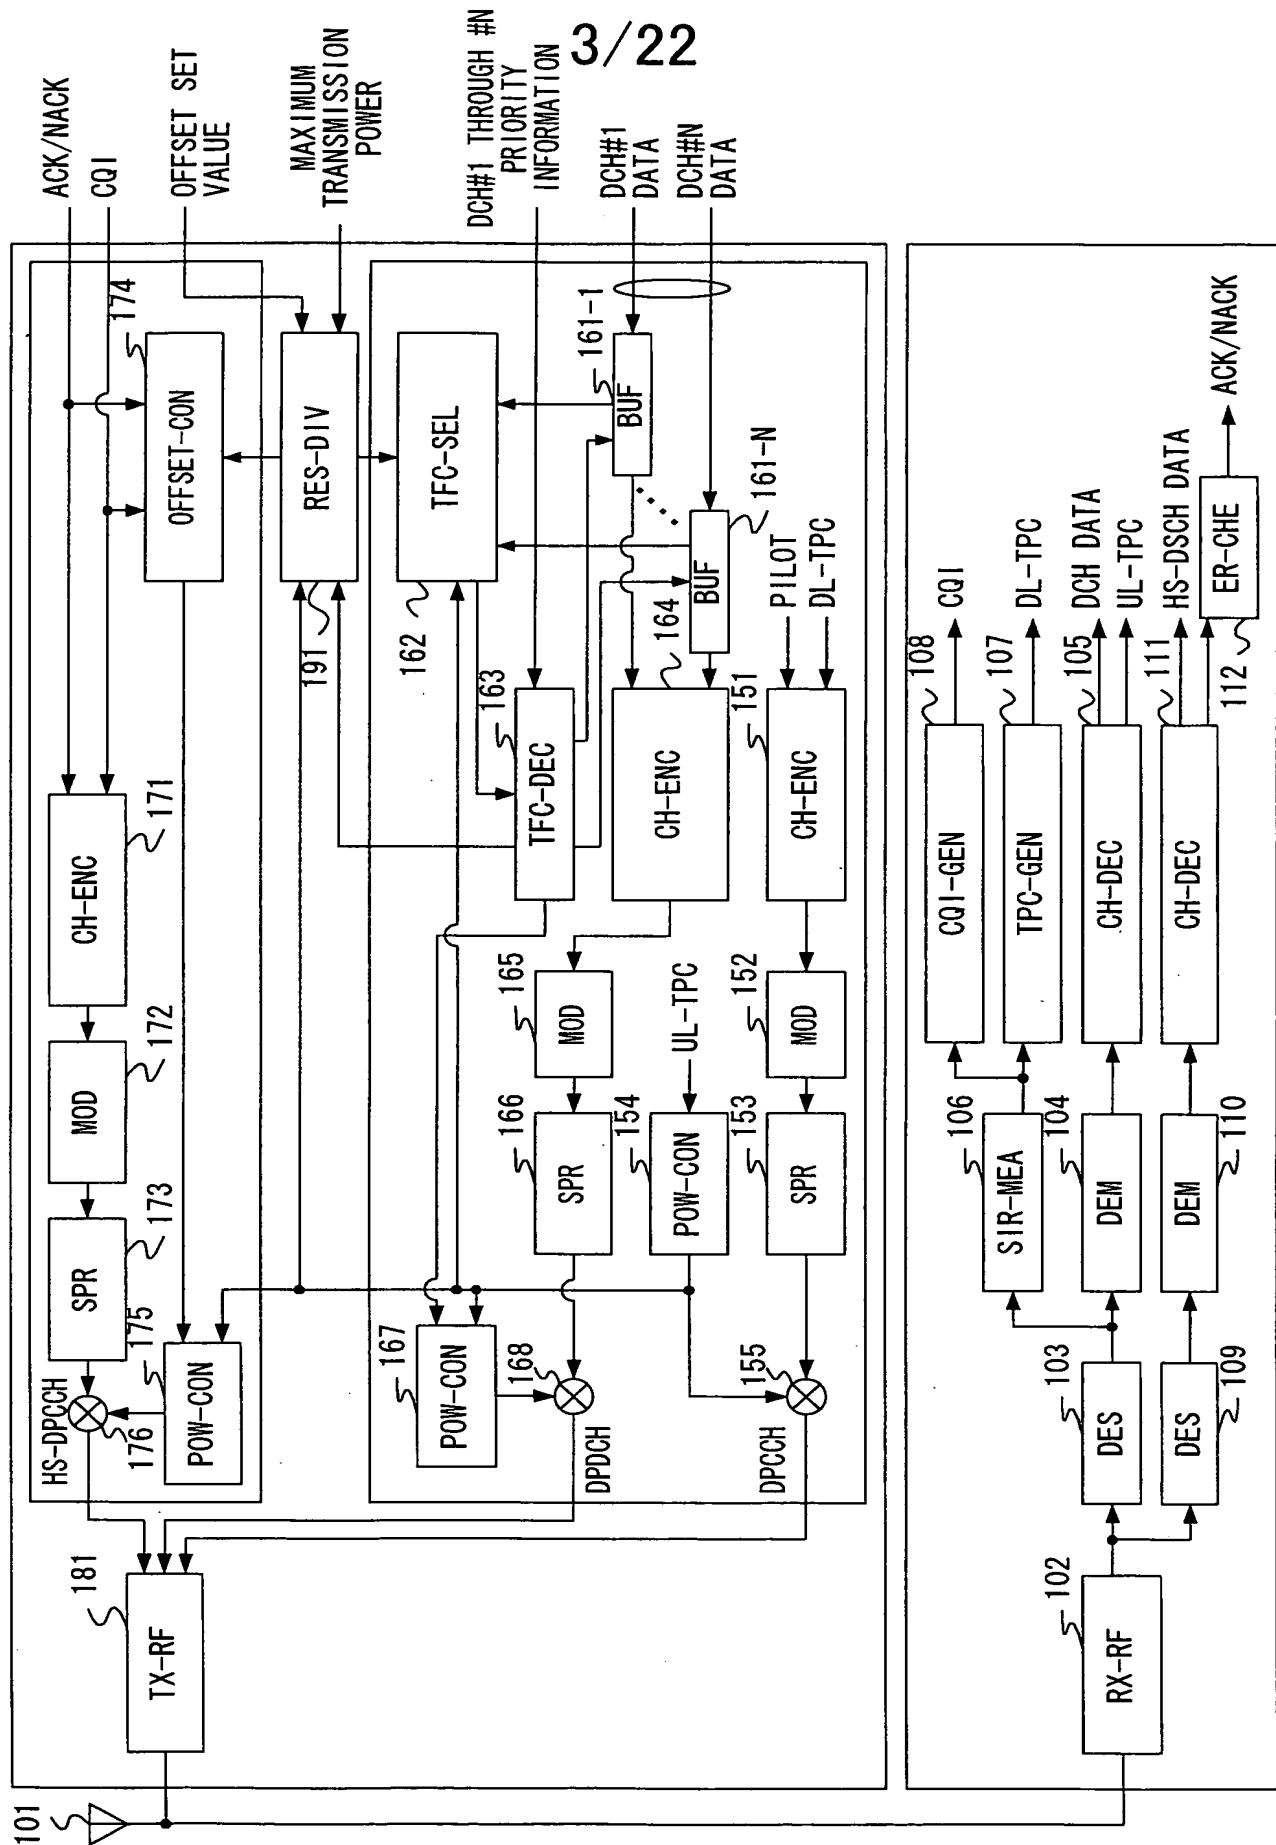 3/22
ACK/NACK
CQI
OFFSET SET
VALUE
MAXIMUM
TRANSMISSION
POWER
DCH#1 THROUGH #N
PRIORITY
INFORMATION
DCH#1
DATA
DCH#N
DATA
101
TX-RF
181
HS-DPCCH
176
SPR
173
MOD
172
CH-ENC
171
POW-CON
175
OFFSET-CON
174
RES-DIV
191
TFC-SEL
162
TFC-DEC
163
BUF
161-1
BUF
161-N
CH-ENC
164
MOD
165
SPR
166
POW-CON
167
168
DPDCH
UL-TPC
POW-CON
154
PILOT
DL-TPC
CH-ENC
151
MOD
152
SPR
153
155
DPCCH
RX-RF
102
DES
103
DEM
104
SIR-MEA
106
CQI-GEN
108
CQI
TPC-GEN
107
DL-TPC
CH-DEC
105
DCH DATA
UL-TPC
DES
109
DEM
110
CH-DEC
111
HS-DSCH DATA
ER-CHE
112
ACK/NACK